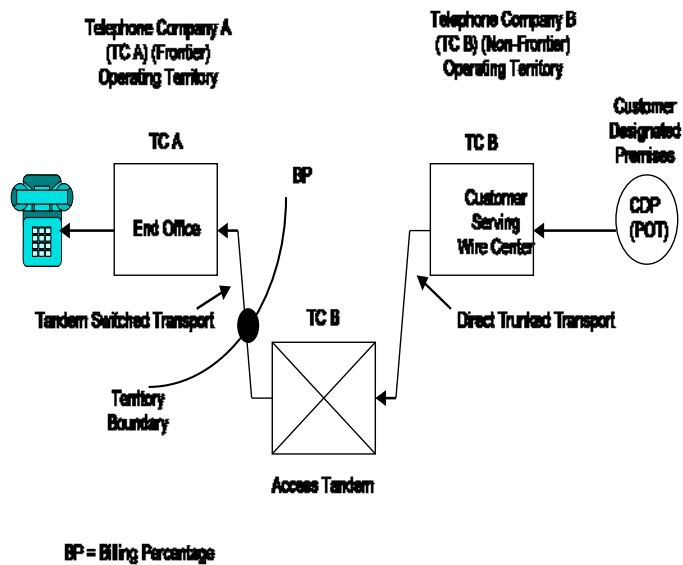 Telephone Company A
(TC A) (Frontier)
Operating Territory
Telephone Company B
(TC B) (Non-Frontier)
Operating Territory
Customer
Designated
Premises
TC A
TC B
BP
End Office
Customer
Serving
Wire Center
CDP
(POT)
Tandem Switched Transport
TC B
Direct Trunked Transport
Territory
Boundary
Access Tandem
BP = Billing Percentage